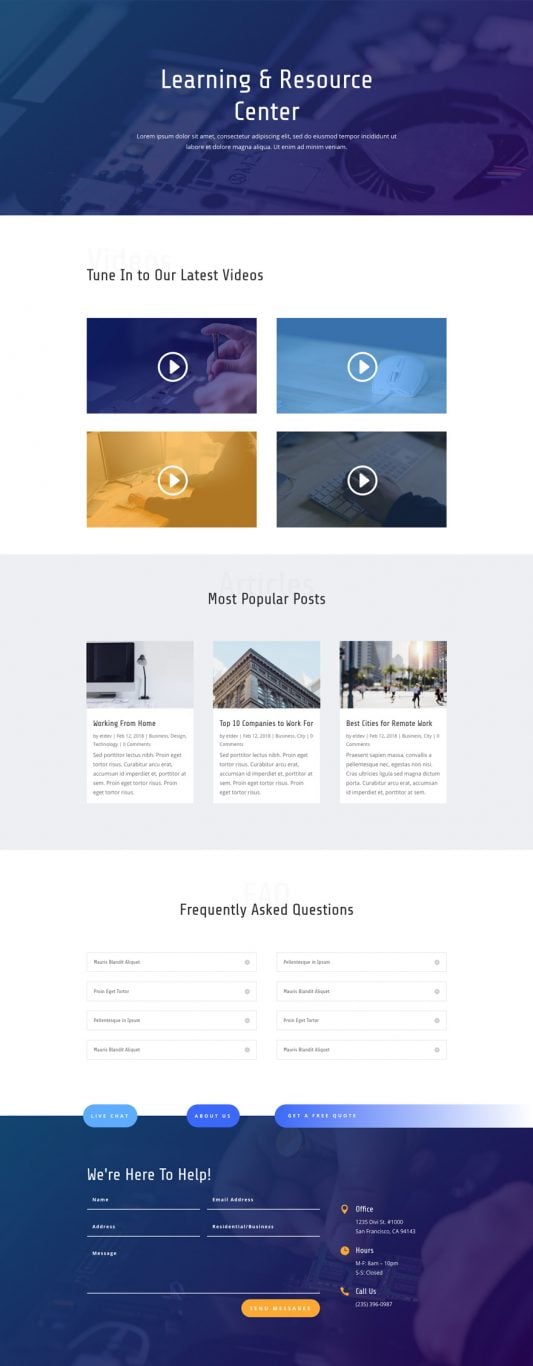 Learning & Resource
Center
Lorem ipsum dolor sit amet, consectetur adipiscing elit, sed do eiusmod tempor incididunt ut
labore et dolore magna aliqua. Ut enim ad minim veniam.
Videos
Tune In to Our Latest Videos
Articles
Most Popular Posts
Working From Home
by etdev | Feb 12, 2018 | Business, Design,
Technology | 0 Comments
Sed porttitor lectus nibh. Proin eget
tortor risus. Curabitur arcu erat,
accumsan id imperdiet et, porttitor at
sem. Proin eget tortor risus. Proin
eget tortor risus.
Top 10 Companies to Work For
by etdev | Feb 12, 2018 | Business, City | 0
Comments
Sed porttitor lectus nibh. Proin eget
tortor risus. Curabitur arcu erat,
accumsan id imperdiet et, porttitor at
sem. Proin eget tortor risus. Proin
eget tortor risus.
Best Cities for Remote Work
by etdev | Feb 12, 2018 | Business, City | 0
Comments
Praesent sapien massa, convallis a
pellentesque nec, egestas non nisi.
Cras ultricies ligula sed magna dictum
porta. Curabitur arcu erat, accumsan
id imperdiet et, porttitor at sem.
FAQ
Frequently Asked Questions
Mauris Blandit Aliquet
Pellentesque in Ipsum
Proin Eget Tortor
Mauris Blandit Aliquet
Pellentesque in Ipsum
Proin Eget Tortor
Mauris Blandit Aliquet
Mauris Blandit Aliquet
LIVE CHAT
ABOUT US
GET A FREE QUOTE
We're Here To Help!
Name
Email Address
Address
Residential/Business
Message
SEND MESSAGES
Office
1235 Divi St. #1000
San Francisco, CA 94143
Hours
M-F: 8am – 10pm
S-S: Closed
Call Us
(235) 396-0987